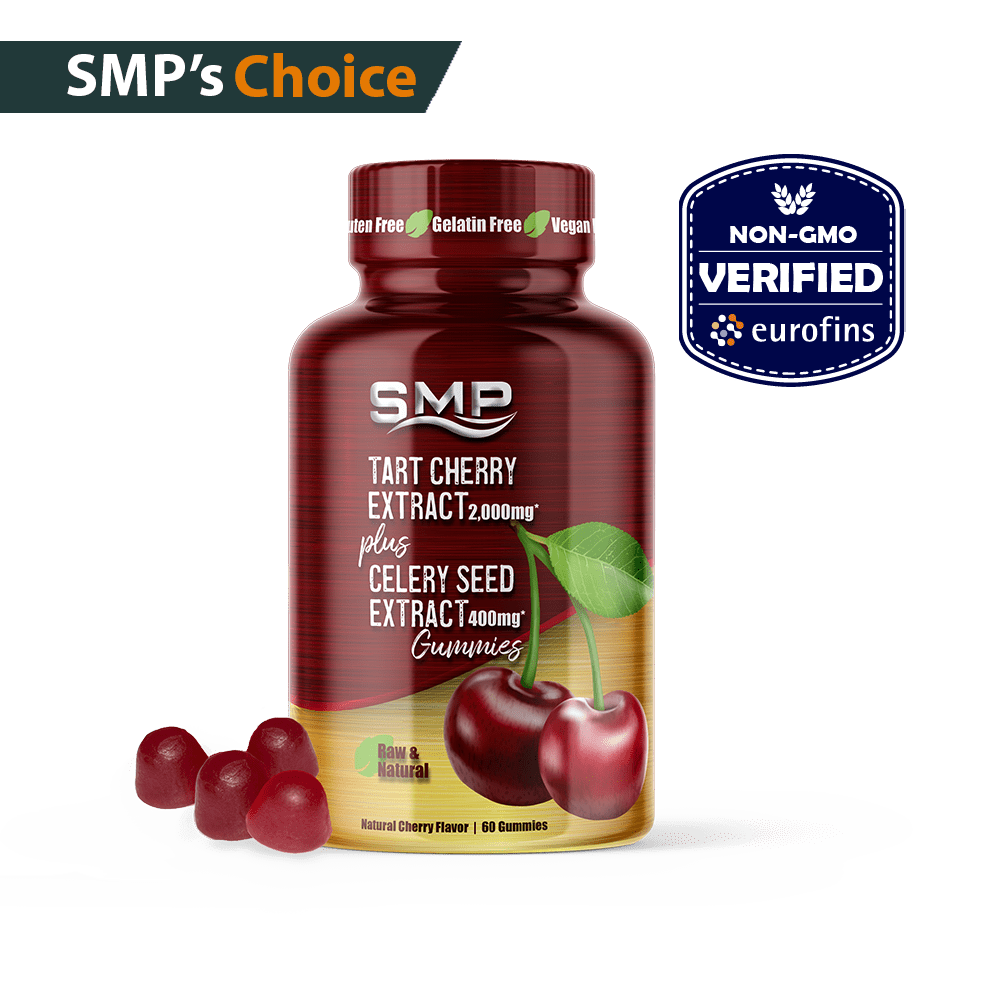 SMP's Choice
Gelatin Free
Free
Vegan
NON-GMO
VERIFIED
eurofins
SMP
TART CHERRY
EXTRACT 2,000mg*
plus
CELERY SEED
EXTRACT 400mg*
Gummies
Raw &
Natural
Natural Cherry Flavor | 60 Gummies